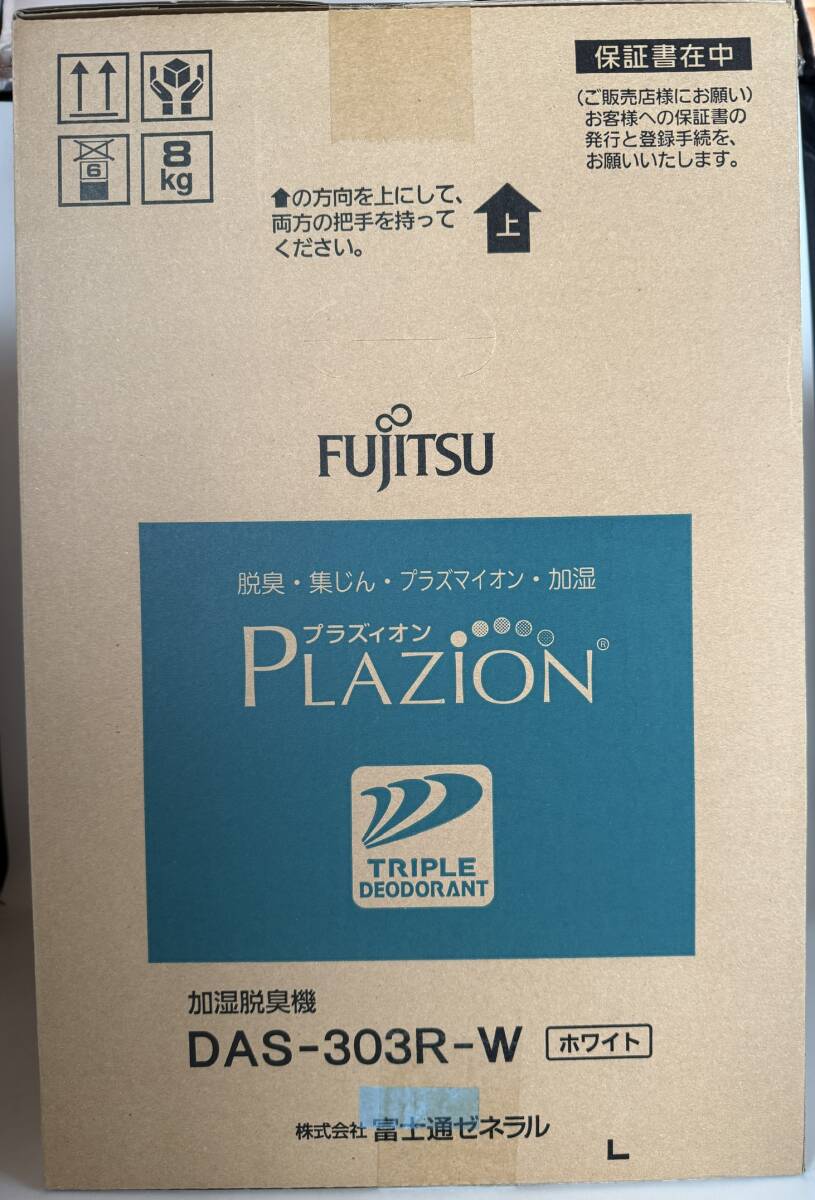 保証書在中
(ご販売店様にお願い)
お客様への保証書の
発行と登録手続を、
お願いいたします。
6
8
kg
の方向を上にして、
両方の把手を持って
ください。
上
FUJITSU
脱臭・集じん・プラズマイオン・加湿
プラズィオン
PLAZION®
TRIPLE
DEODORANT
加湿脱臭機
DAS-303R-W ホワイト
株式会社 富士通ゼネラル
L